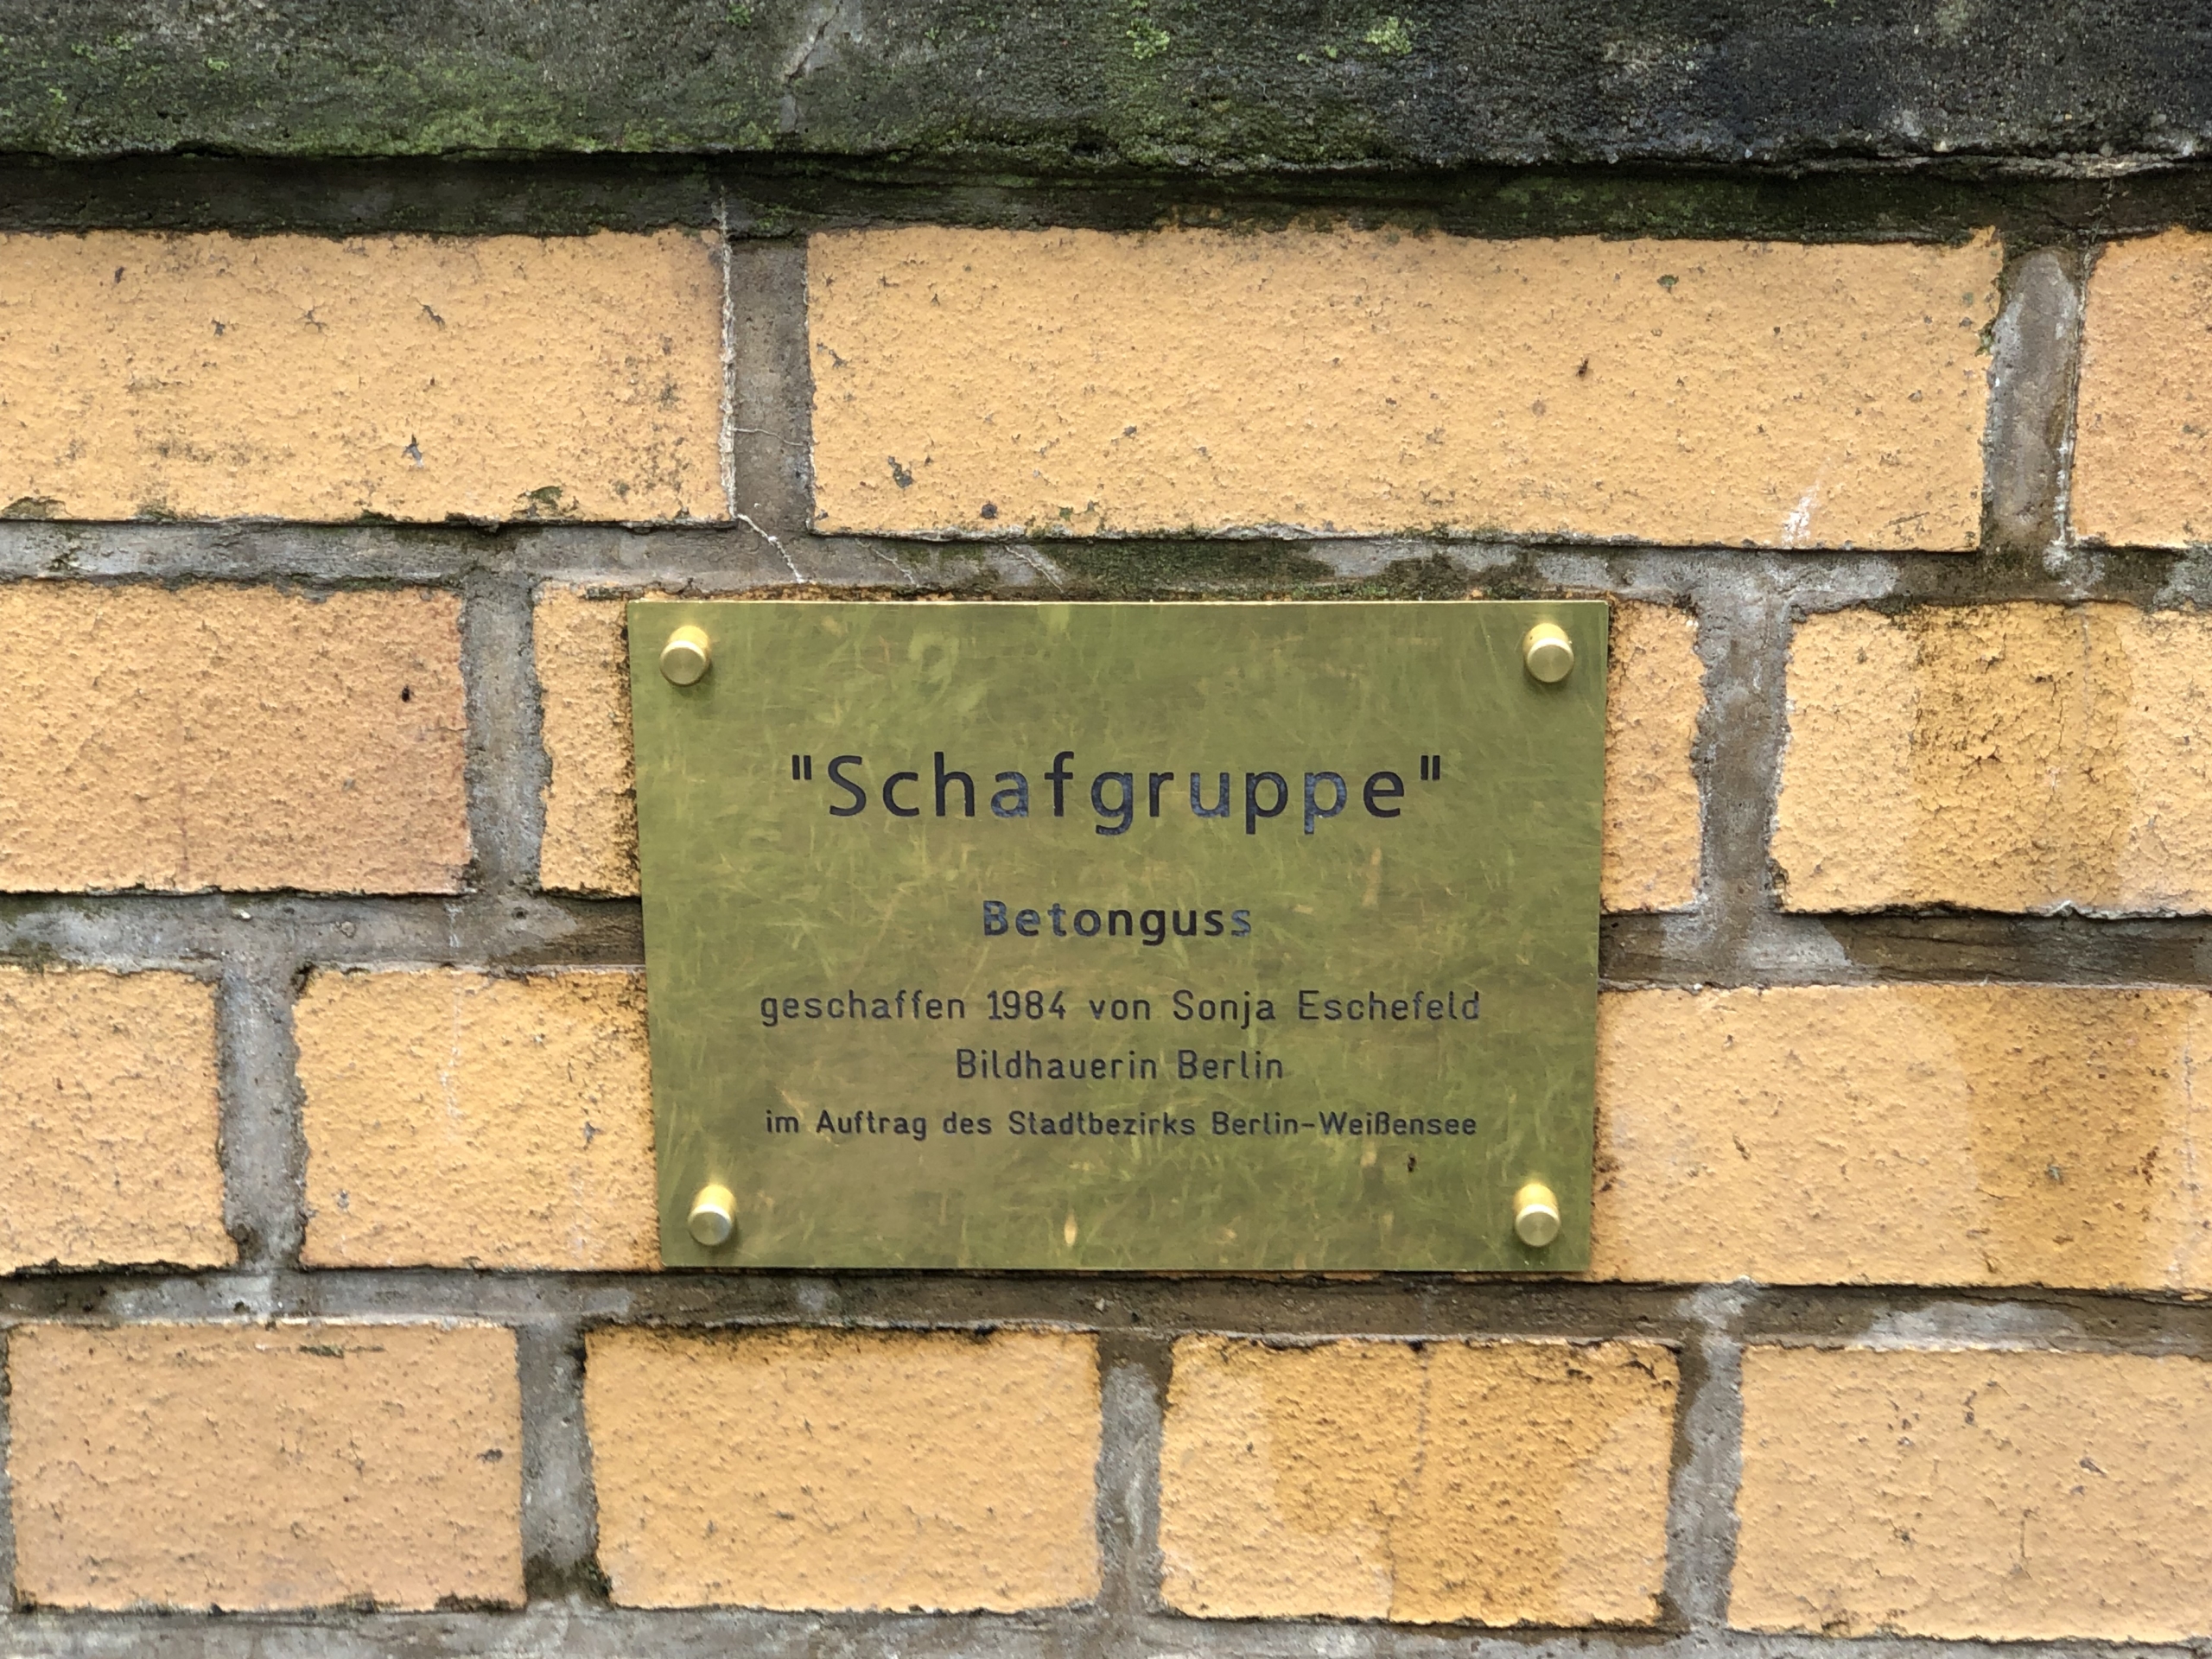 "Schafgruppe"
Betonguss
geschaffen 1984 von Sonja Eschefeld
Bildhauerin Berlin
im Auftrag des Stadtbezirks Berlin-Weißensee